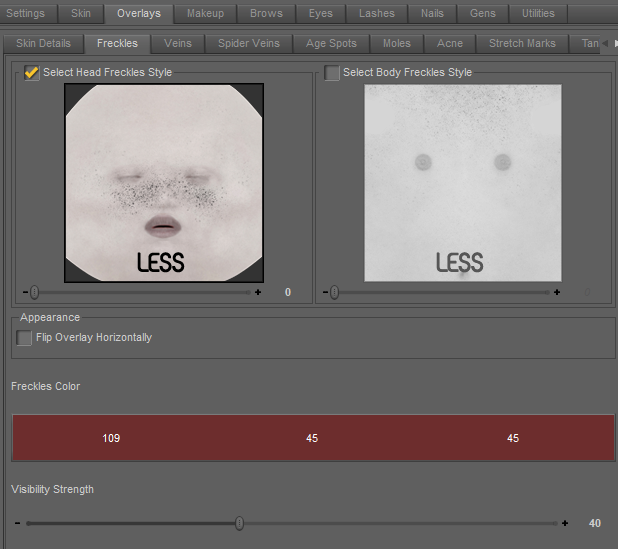 Settings Skin Overlays Makeup Brows Eyes Lashes Nails Gens Utilities
Skin Details Freckles Veins Spider Veins Age Spots Moles Acne Stretch Marks Tan
Select Head Freckles Style Select Body Freckles Style
LESS LESS
- + 0 - + 0
Appearance
Flip Overlay Horizontally
Freckles Color
109 45 45
Visibility Strength
- + 40